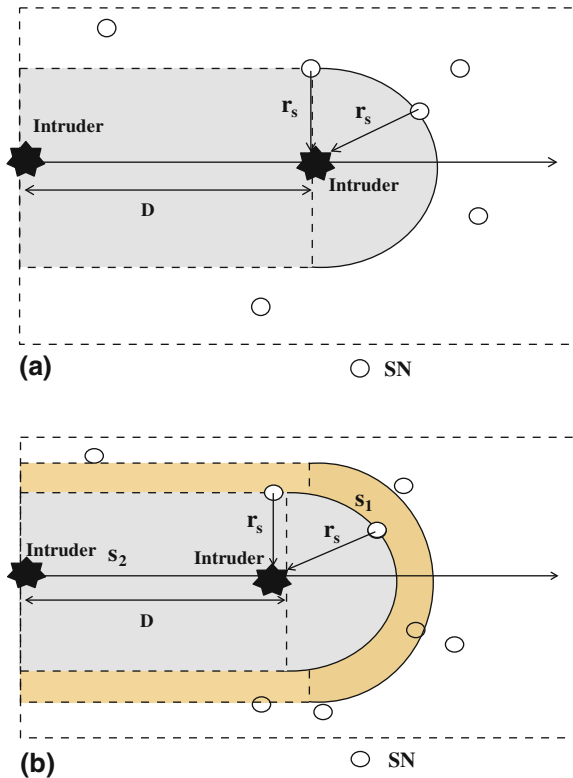 r_s
r_s
Intruder
Intruder
D
(a)
SN
s_1
r_s
r_s
Intruder
s_2
Intruder
D
(b)
SN